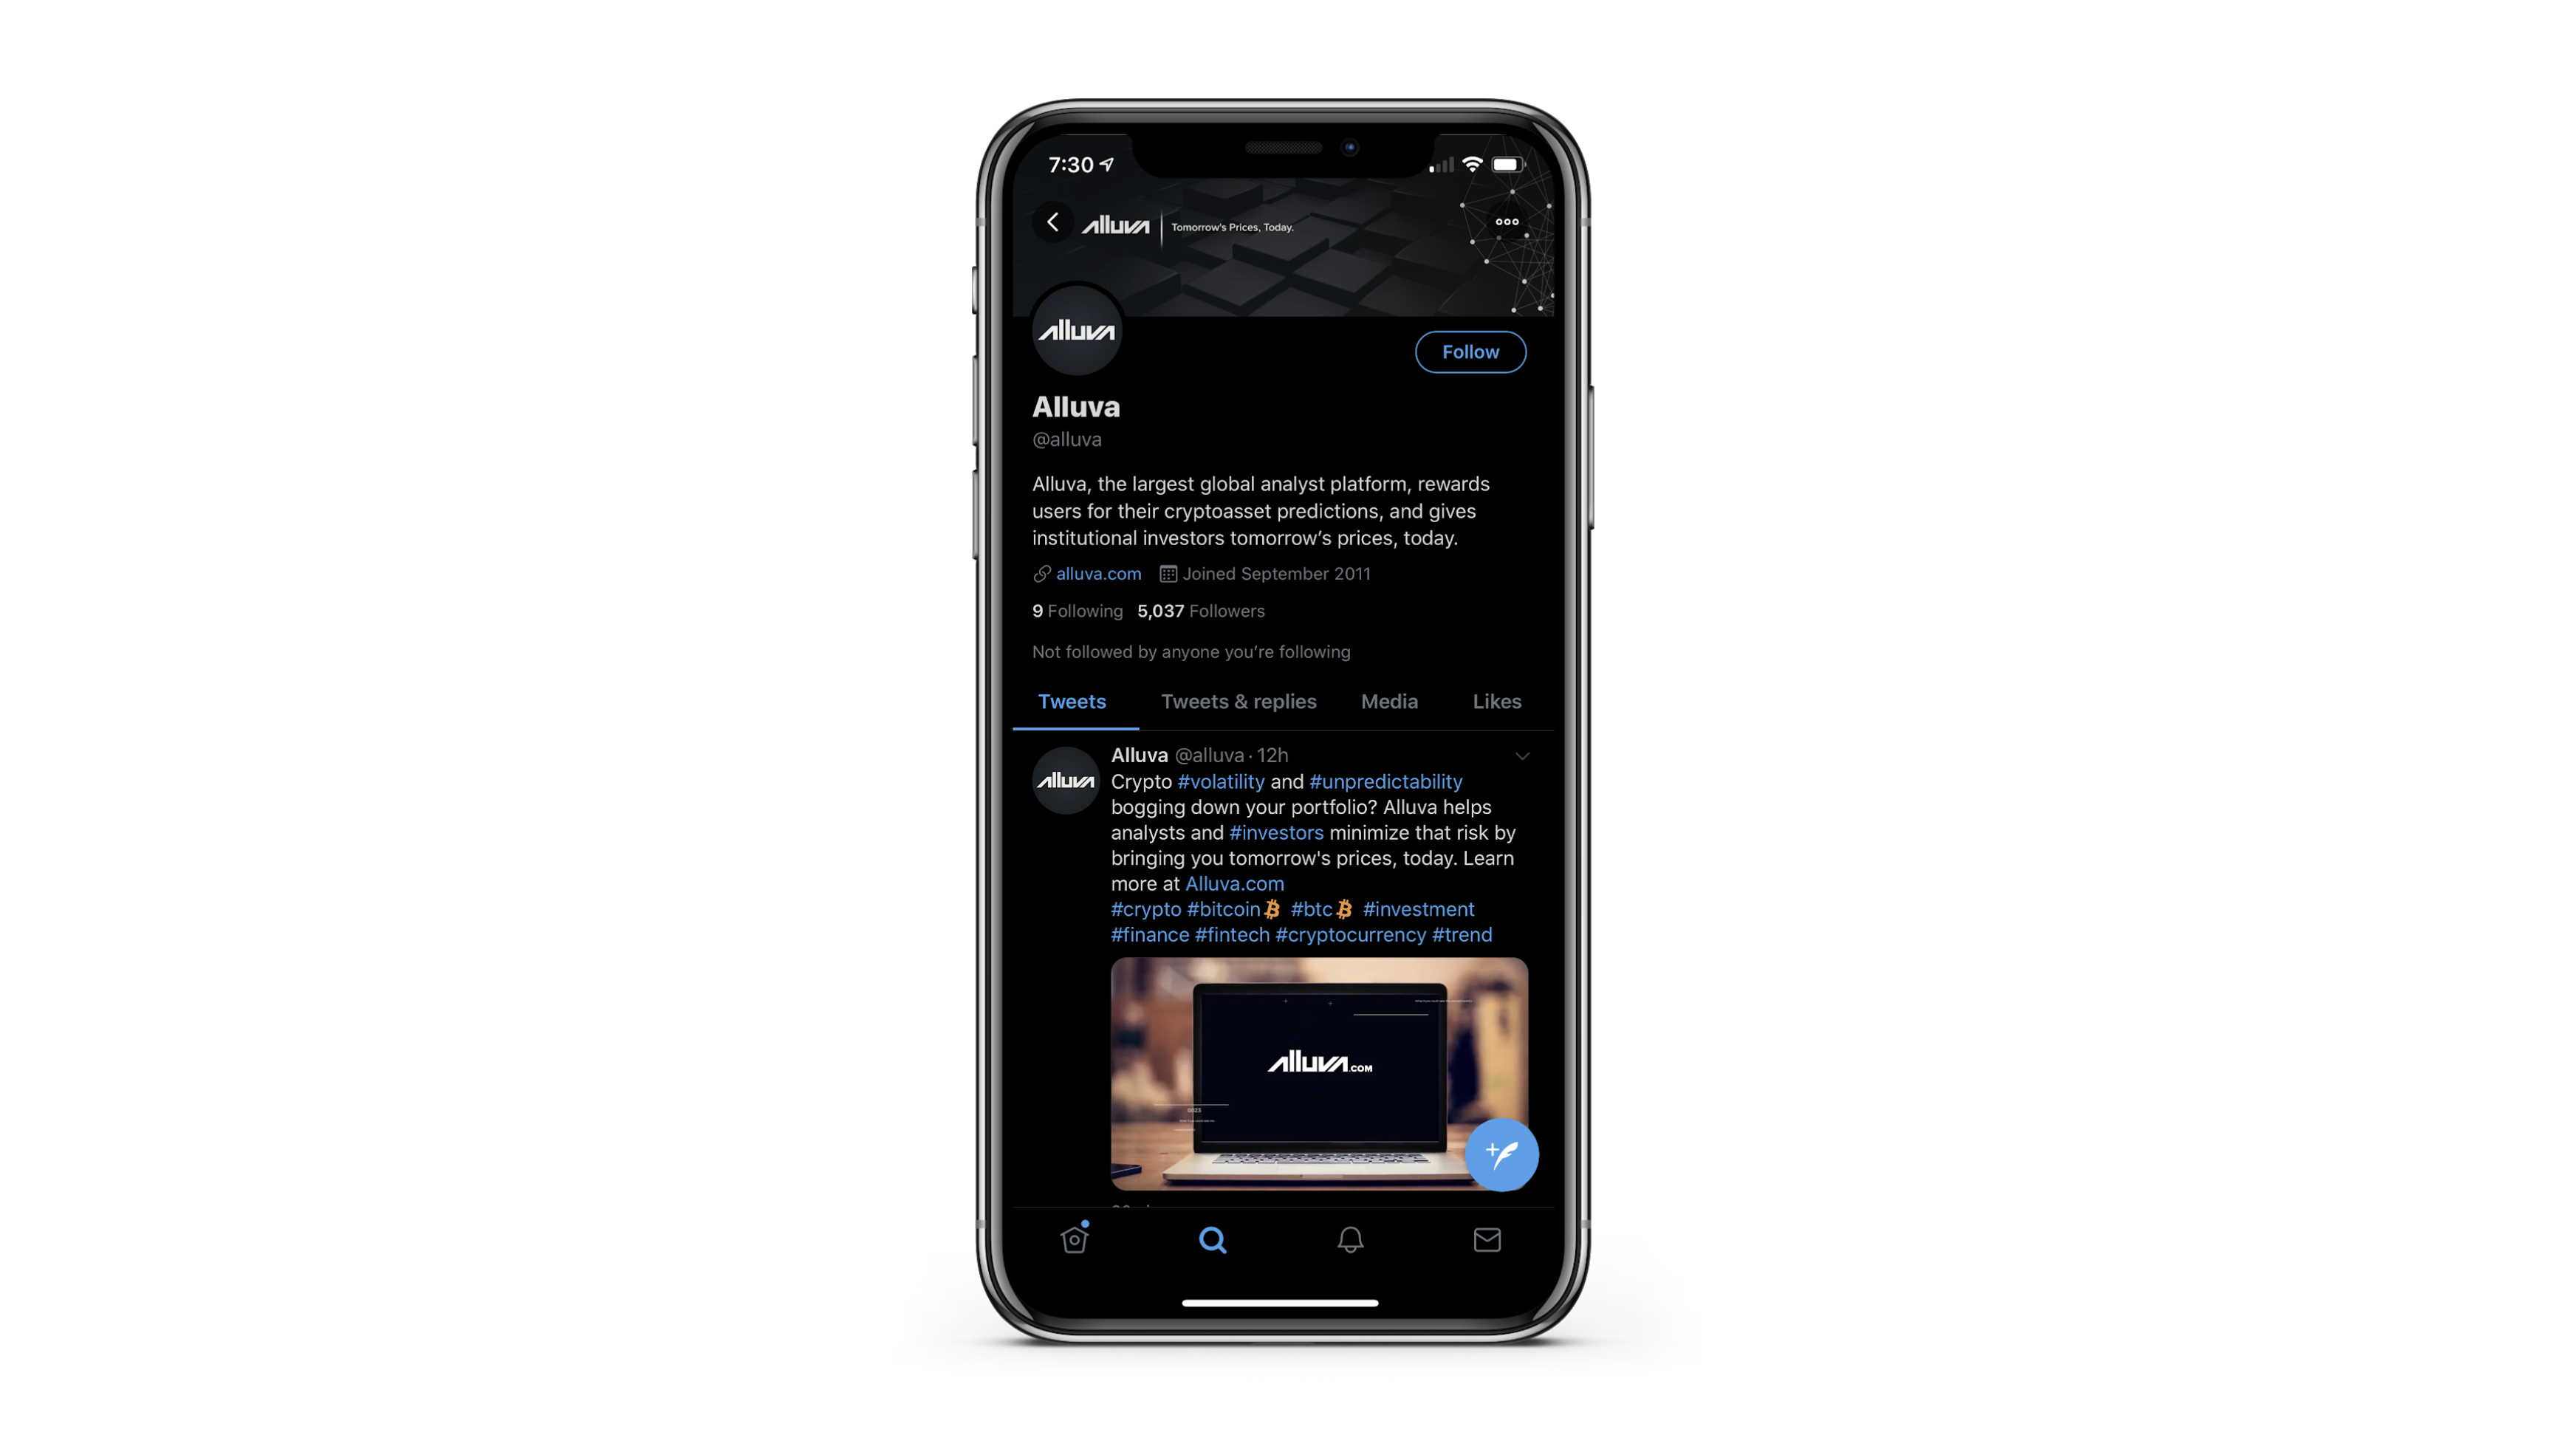 7:30
Alluva Tomorrow's Prices, Today.
Alluva
Follow
Alluva
@alluva
Alluva, the largest global analyst platform, rewards
users for their cryptoasset predictions, and gives
institutional investors tomorrow’s prices, today.
alluva.com Joined September 2011
9 Following 5,037 Followers
Not followed by anyone you’re following
Tweets Tweets & replies Media Likes
Alluva
Alluva @alluva · 12h
Crypto #volatility and #unpredictability
bogging down your portfolio? Alluva helps
analysts and #investors minimize that risk by
bringing you tomorrow's prices, today. Learn
more at Alluva.com
#crypto #bitcoin #btc #investment
#finance #fintech #cryptocurrency #trend
Alluva.COM
0023